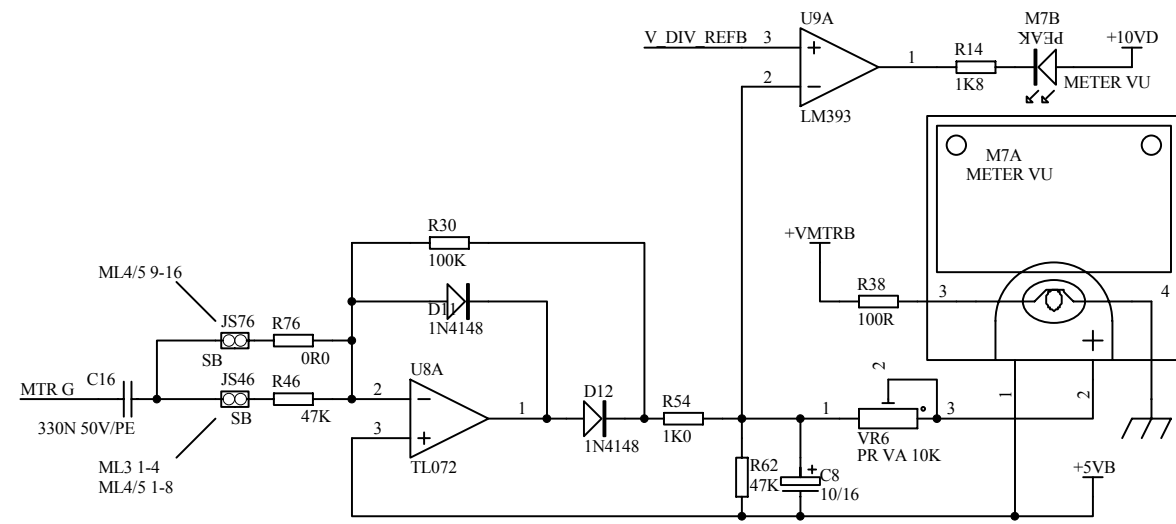 U9A
M7B
PEAK
+10VD
V_DIV_REFB
3
2
1
R14
1K8
METER VU
LM393
M7A
METER VU
R30
100K
+VMTRB
ML4/5 9-16
R38
100R
3
4
D11
1N4148
JS76
R76
SB
0R0
U8A
2
MTR G
C16
JS46
R46
2
1
D12
R54
1
3
1
2
SB
47K
3
330N 50V/PE
1N4148
1K0
VR6
PR VA 10K
TL072
ML3 1-4
ML4/5 1-8
R62
47K
C8
10/16
+5VB